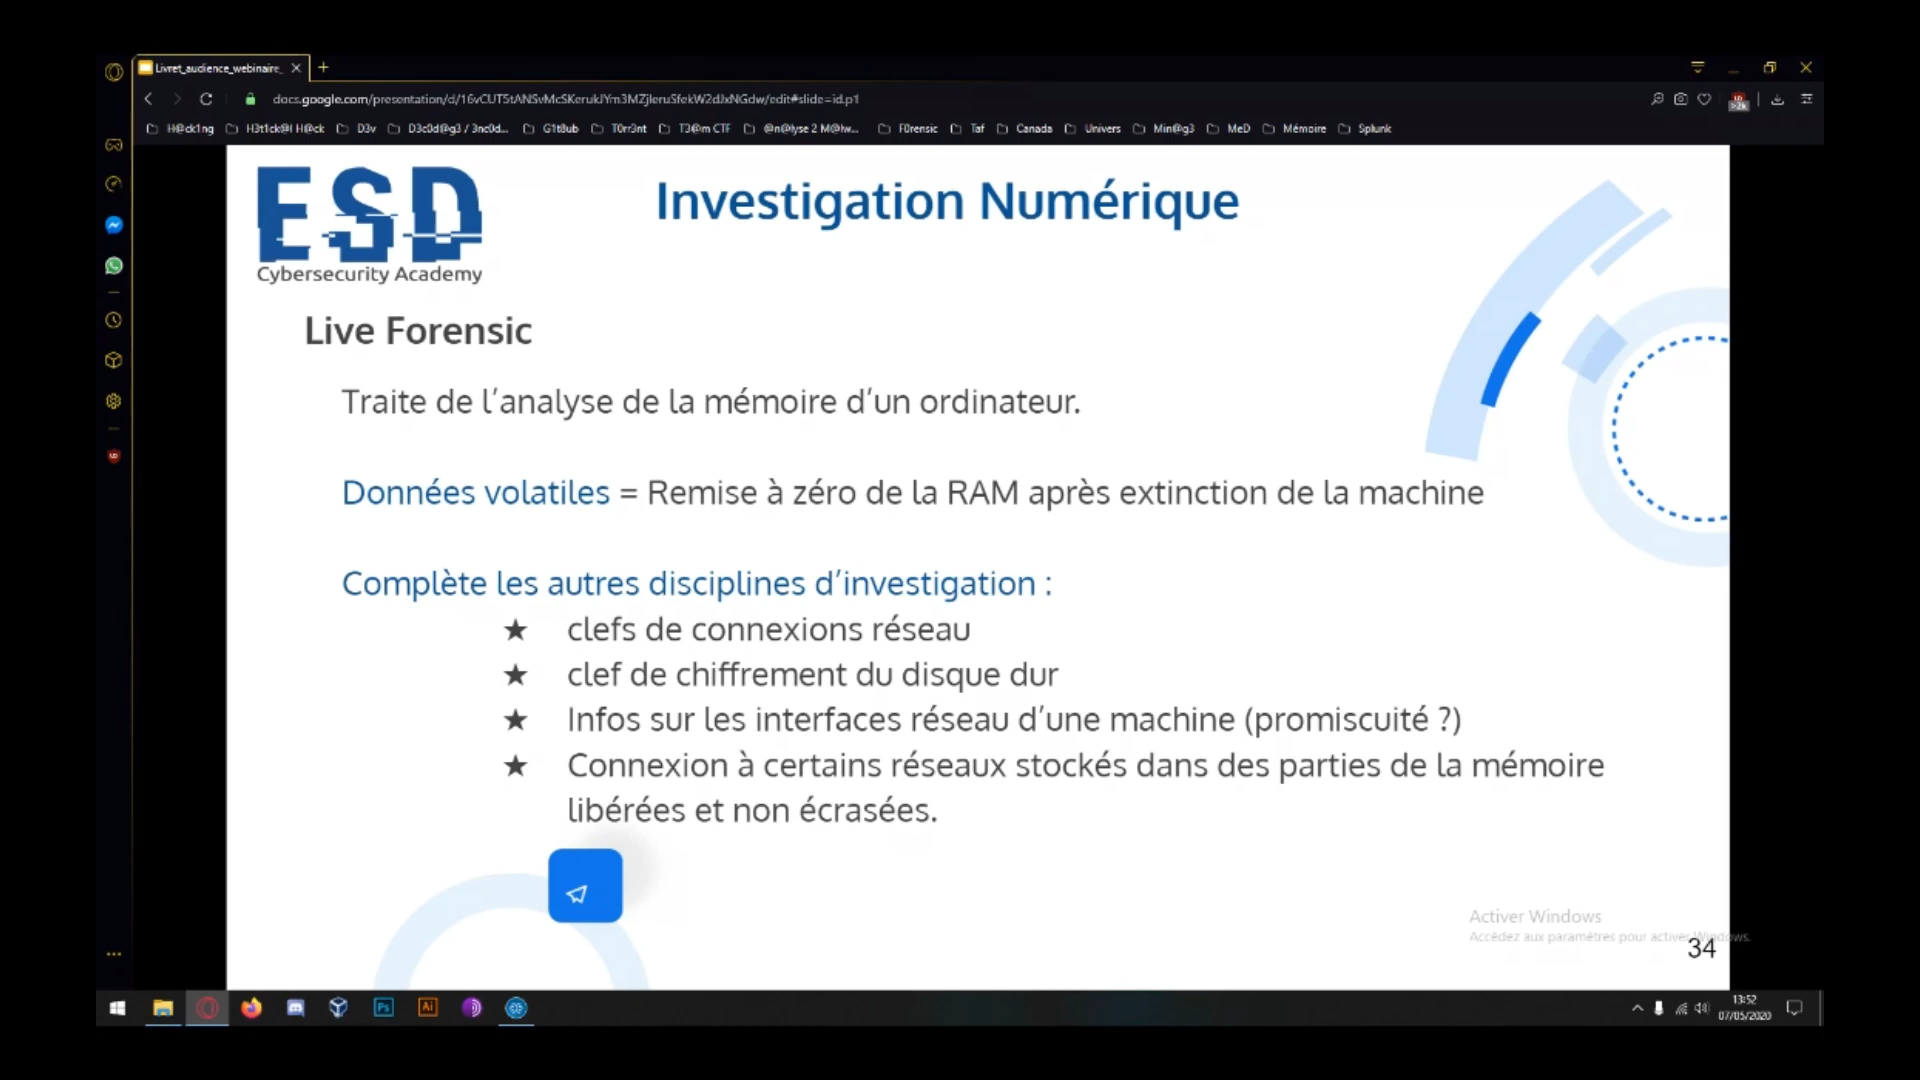 Livret_audience_webinaire_
docs.google.com/presentation/d/16vCUTStANSvMcSKerukJYm3MZjIeruSfekW2dJxNGdw/edit#slide=id.p1
H@ck1ng H3t1ck@l H@ck D3v D3c0d@g3 / 3nc0d... G1t8ub T0rr3nt T3@m CTF @n@lyse 2 M@lw... F0rensic Taf Canada Univers Min@g3 MeD Mémoire Splunk
ESD
Cybersecurity Academy
Investigation Numérique
Live Forensic
Traite de l’analyse de la mémoire d’un ordinateur.
Données volatiles = Remise à zéro de la RAM après extinction de la machine
Complète les autres disciplines d’investigation :
★ clefs de connexions réseau
★ clef de chiffrement du disque dur
★ Infos sur les interfaces réseau d’une machine (promiscuité ?)
★ Connexion à certains réseaux stockés dans des parties de la mémoire
libérées et non écrasées.
Activer Windows
Accédez aux paramètres pour activer Windows.
34
Ps
Ai
13:52
07/05/2020